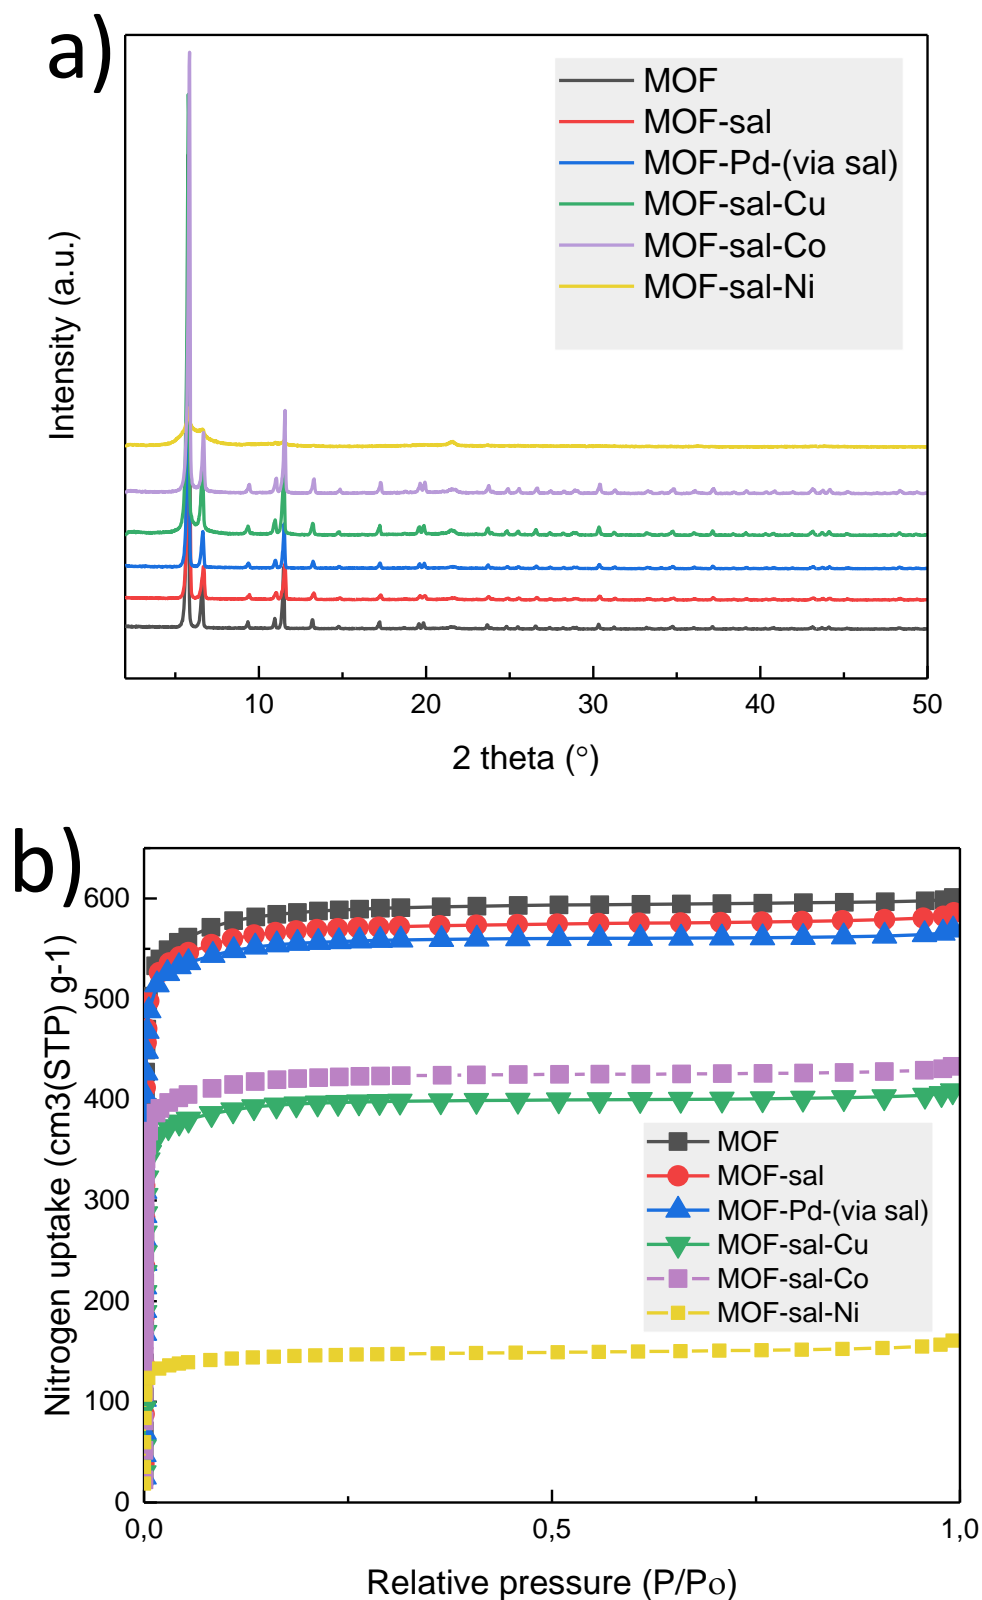 a)
MOF
MOF-sal
MOF-Pd-(via sal)
MOF-sal-Cu
MOF-sal-Co
MOF-sal-Ni
Intensity (a.u.)
10 20 30 40 50
2 theta (°)
b)
600
500
400
300
200
100
0
Nitrogen uptake (cm3(STP) g-1)
MOF
MOF-sal
MOF-Pd-(via sal)
MOF-sal-Cu
MOF-sal-Co
MOF-sal-Ni
0,0 0,5 1,0
Relative pressure (P/Po)